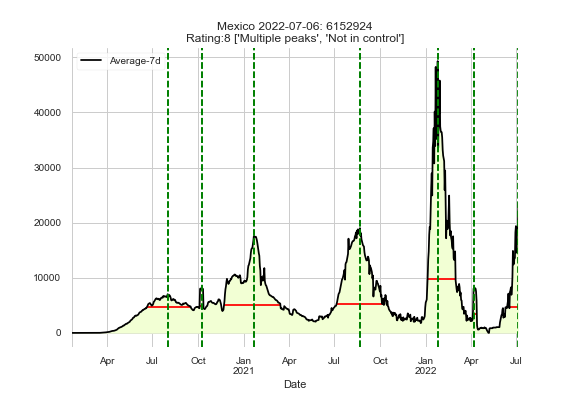 Mexico 2022-07-06: 6152924
Rating:8 ['Multiple peaks', 'Not in control']
Average-7d
50000
40000
30000
20000
10000
0
Apr Jul Oct Jan Apr Jul Oct Jan Apr Jul
2021 2022
Date